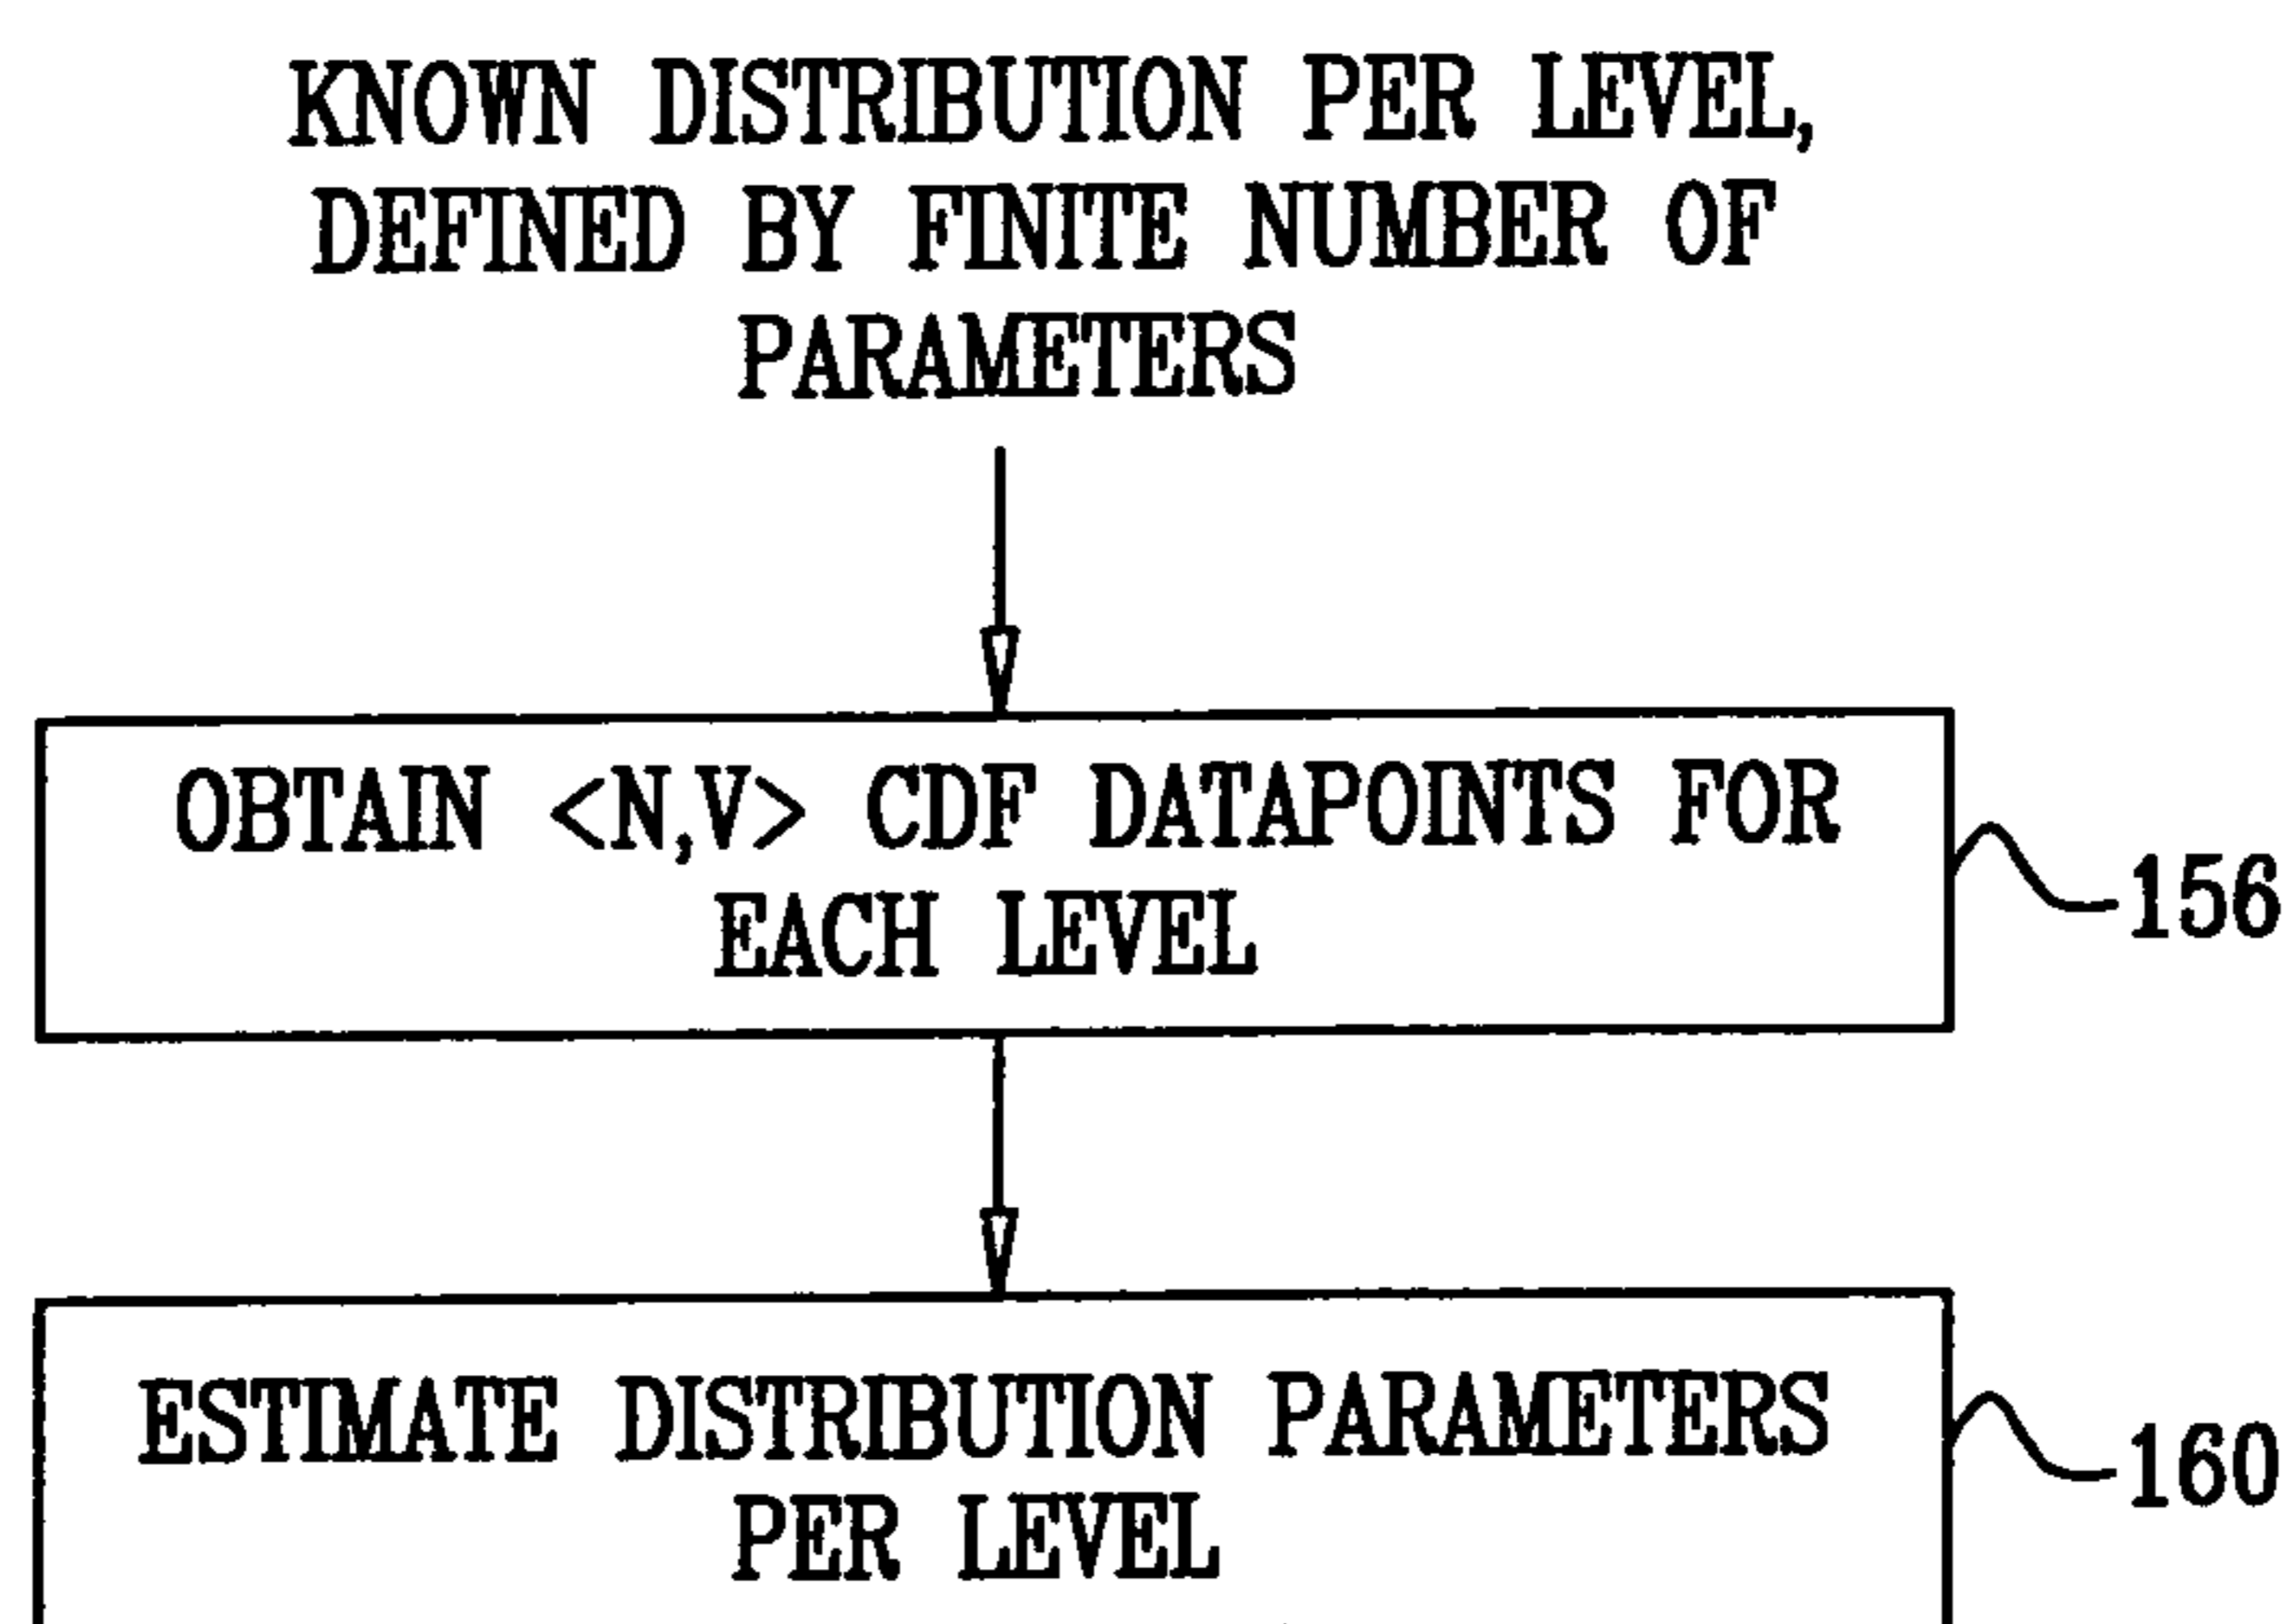 KNOWN DISTRIBUTION PER LEVEL,
DEFINED BY FINITE NUMBER OF
PARAMETERS
OBTAIN <N,V> CDF DATAPOINTS FOR
EACH LEVEL
156
ESTIMATE DISTRIBUTION PARAMETERS
PER LEVEL
160